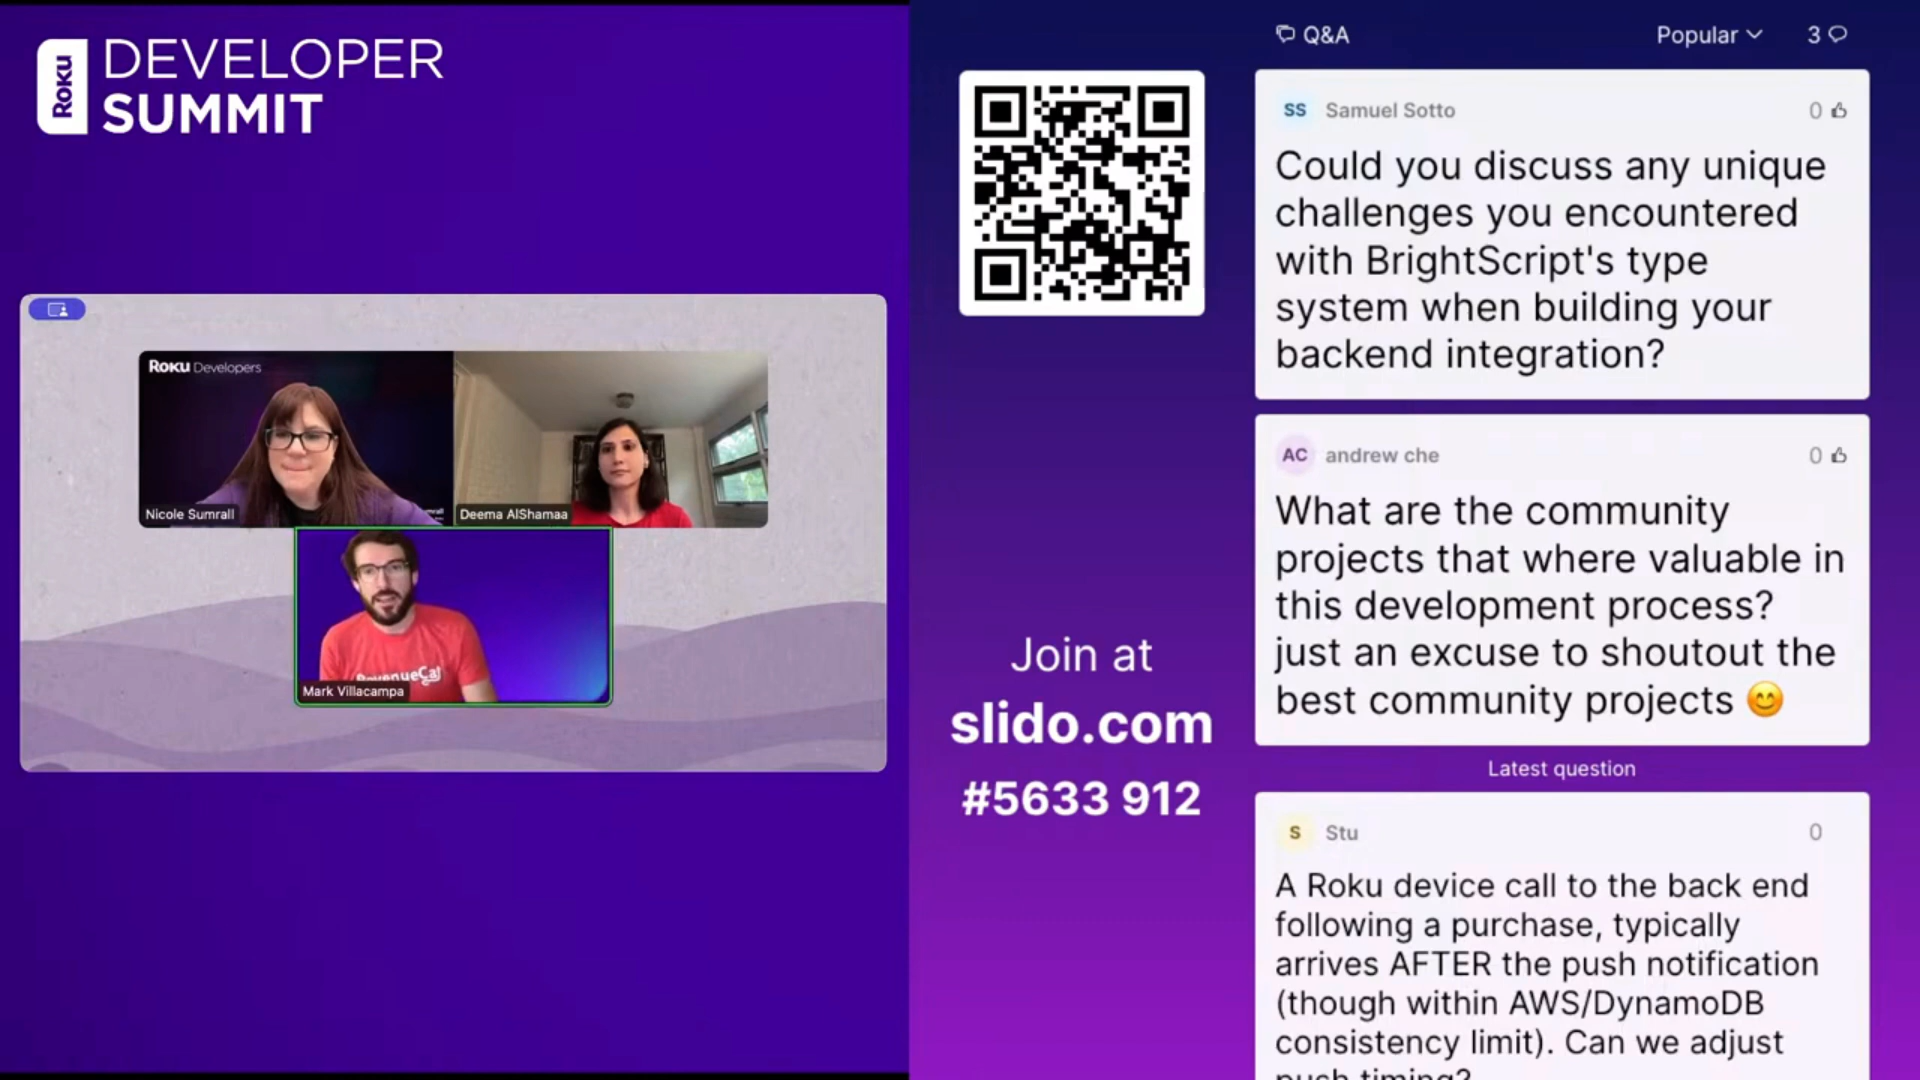 Roku
DEVELOPER
SUMMIT
Roku Developers
Nicole Sumrall
Deema AlShamaa
RevenueCat
Mark Villacampa
Join at
slido.com
#5633 912
Q&A
Popular
3
SS Samuel Sotto
0
Could you discuss any unique
challenges you encountered
with BrightScript's type
system when building your
backend integration?
AC andrew che
0
What are the community
projects that where valuable in
this development process?
just an excuse to shoutout the
best community projects 😊
Latest question
S Stu
0
A Roku device call to the back end
following a purchase, typically
arrives AFTER the push notification
(though within AWS/DynamoDB
consistency limit). Can we adjust
push timing?